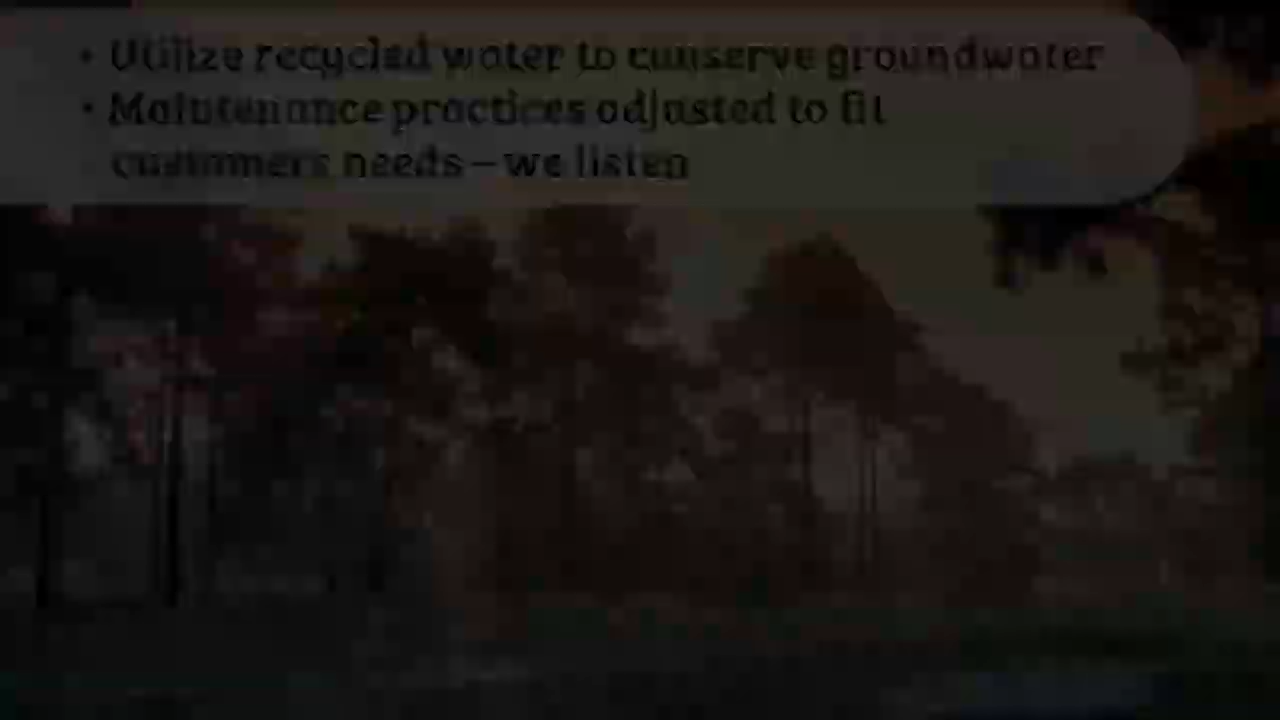 • Utilize recycled water to conserve groundwater
• Maintenance practices adjusted to fit
customers needs – we listen